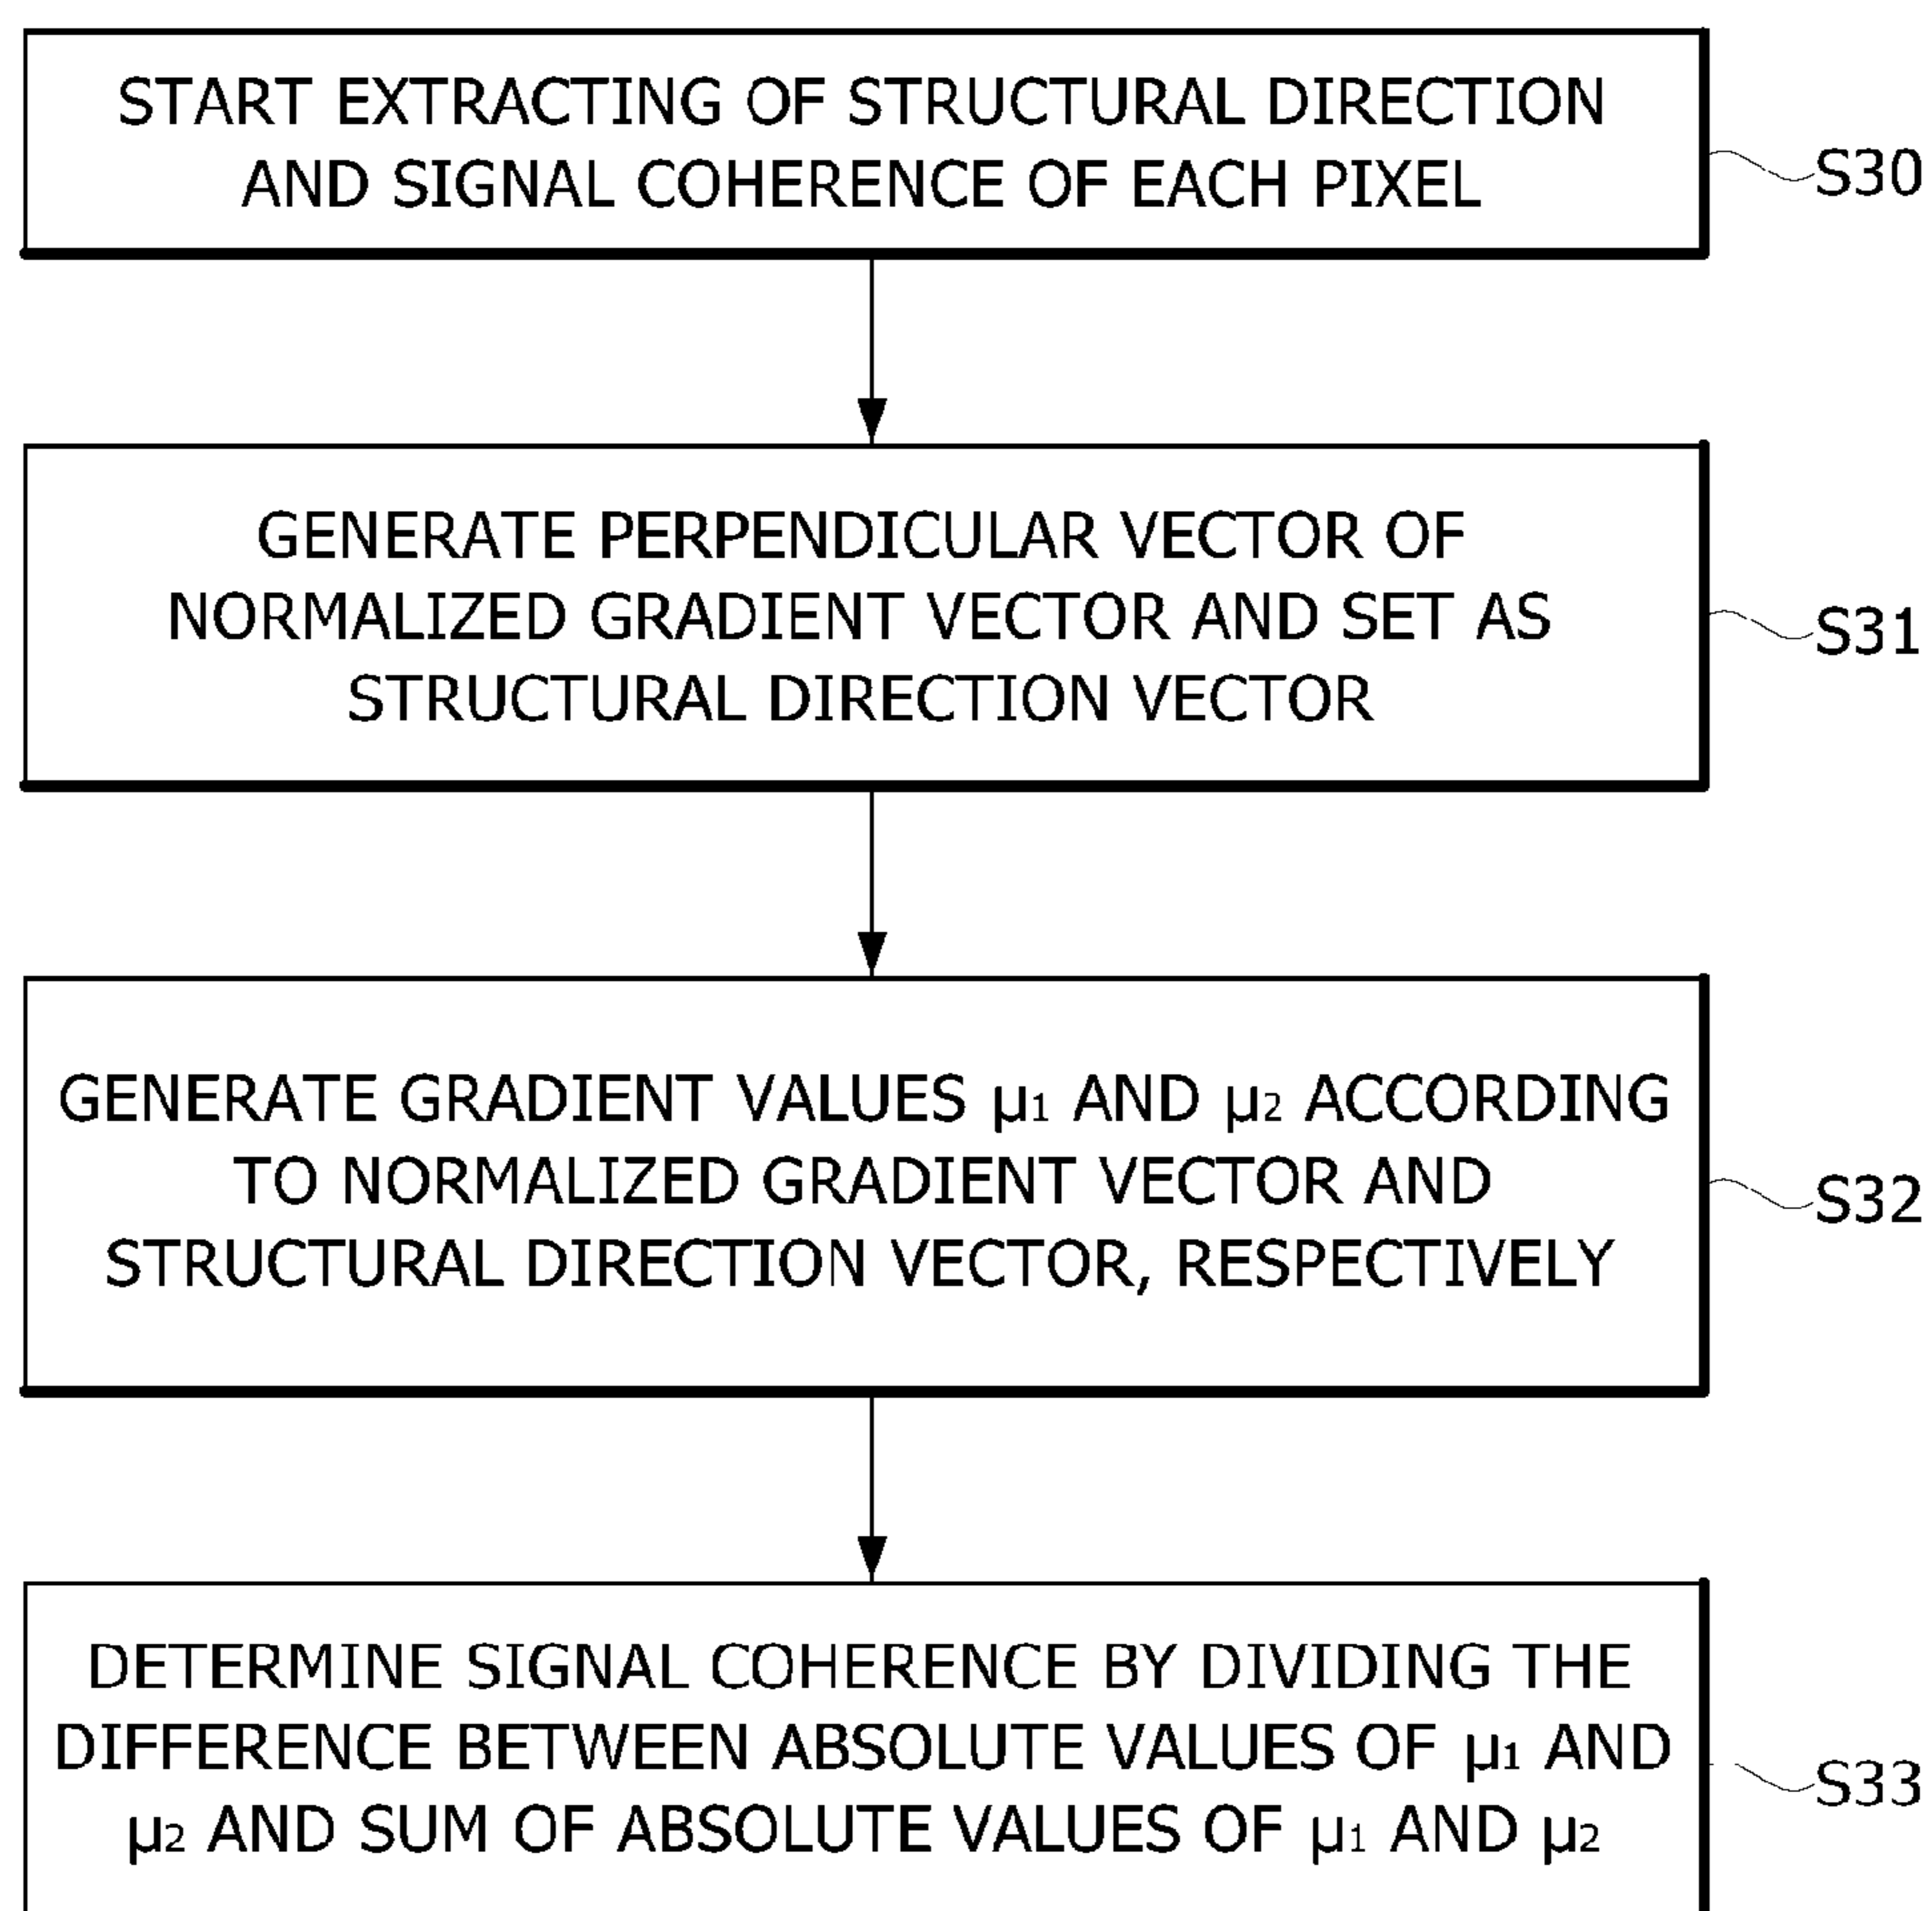 START EXTRACTING OF STRUCTURAL DIRECTION
AND SIGNAL COHERENCE OF EACH PIXEL
S30
GENERATE PERPENDICULAR VECTOR OF
NORMALIZED GRADIENT VECTOR AND SET AS
STRUCTURAL DIRECTION VECTOR
S31
GENERATE GRADIENT VALUES μ1 AND μ2 ACCORDING
TO NORMALIZED GRADIENT VECTOR AND
STRUCTURAL DIRECTION VECTOR, RESPECTIVELY
S32
DETERMINE SIGNAL COHERENCE BY DIVIDING THE
DIFFERENCE BETWEEN ABSOLUTE VALUES OF μ1 AND
μ2 AND SUM OF ABSOLUTE VALUES OF μ1 AND μ2
S33